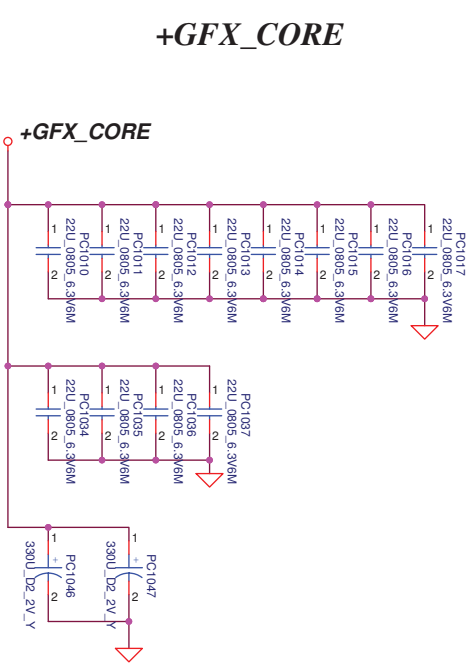 +GFX_CORE
+GFX_CORE
1
2
PC1010
22U_0805_6.3V6M
1
2
PC1011
22U_0805_6.3V6M
1
2
PC1012
22U_0805_6.3V6M
1
2
PC1013
22U_0805_6.3V6M
1
2
PC1014
22U_0805_6.3V6M
1
2
PC1015
22U_0805_6.3V6M
1
2
PC1016
22U_0805_6.3V6M
1
2
PC1017
22U_0805_6.3V6M
1
2
PC1034
22U_0805_6.3V6M
1
2
PC1035
22U_0805_6.3V6M
1
2
PC1036
22U_0805_6.3V6M
1
2
PC1037
22U_0805_6.3V6M
1
+
2
PC1046
330U_D2_2V_Y
1
+
2
PC1047
330U_D2_2V_Y